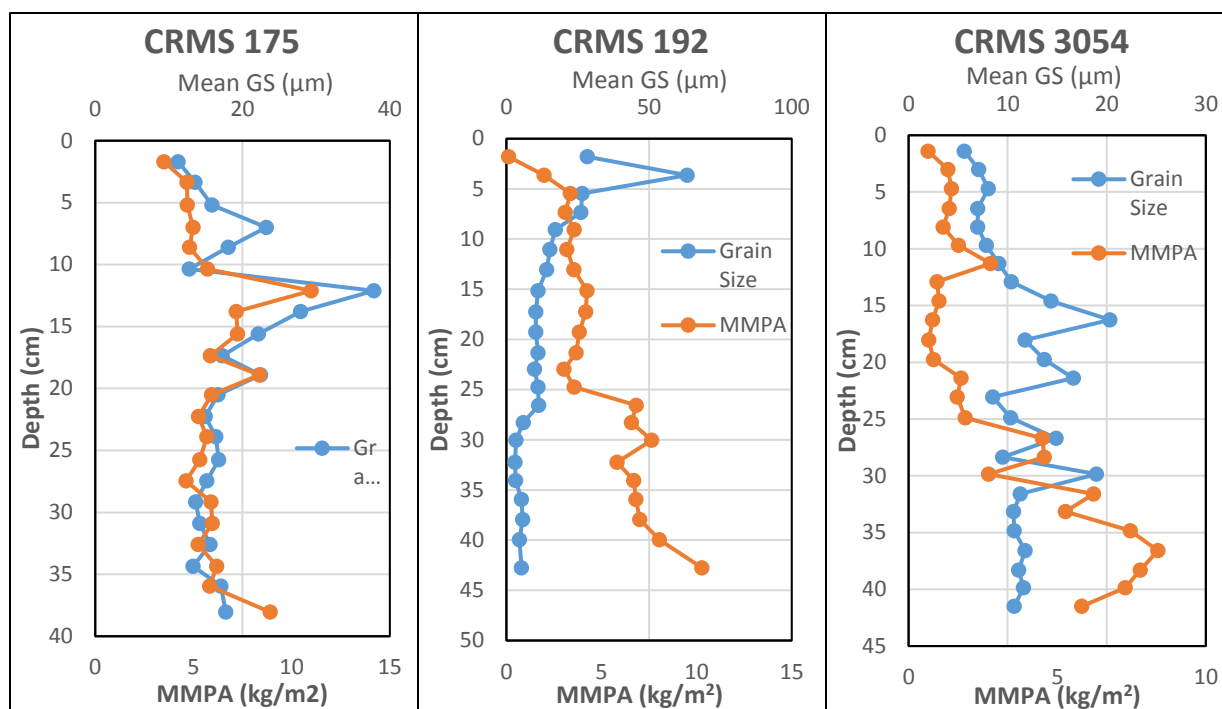 CRMS 175
Mean GS (µm)
0 20 40
0
5
10
15
20
25
30
35
40
Depth (cm)
Gr
a...
0 5 10 15
MMPA (kg/m2)
CRMS 192
Mean GS (µm)
0 50 100
0
5
10
15
20
25
30
35
40
45
50
Depth (cm)
Grain
Size
MMPA
0 5 10 15
MMPA (kg/m²)
CRMS 3054
Mean GS (µm)
0 10 20 30
0
5
10
15
20
25
30
35
40
45
Depth (cm)
Grain
Size
MMPA
0 5 10
MMPA (kg/m²)